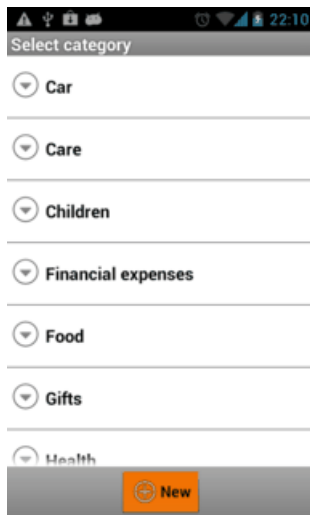 22:10
Select category
Car
Care
Children
Financial expenses
Food
Gifts
Health
New